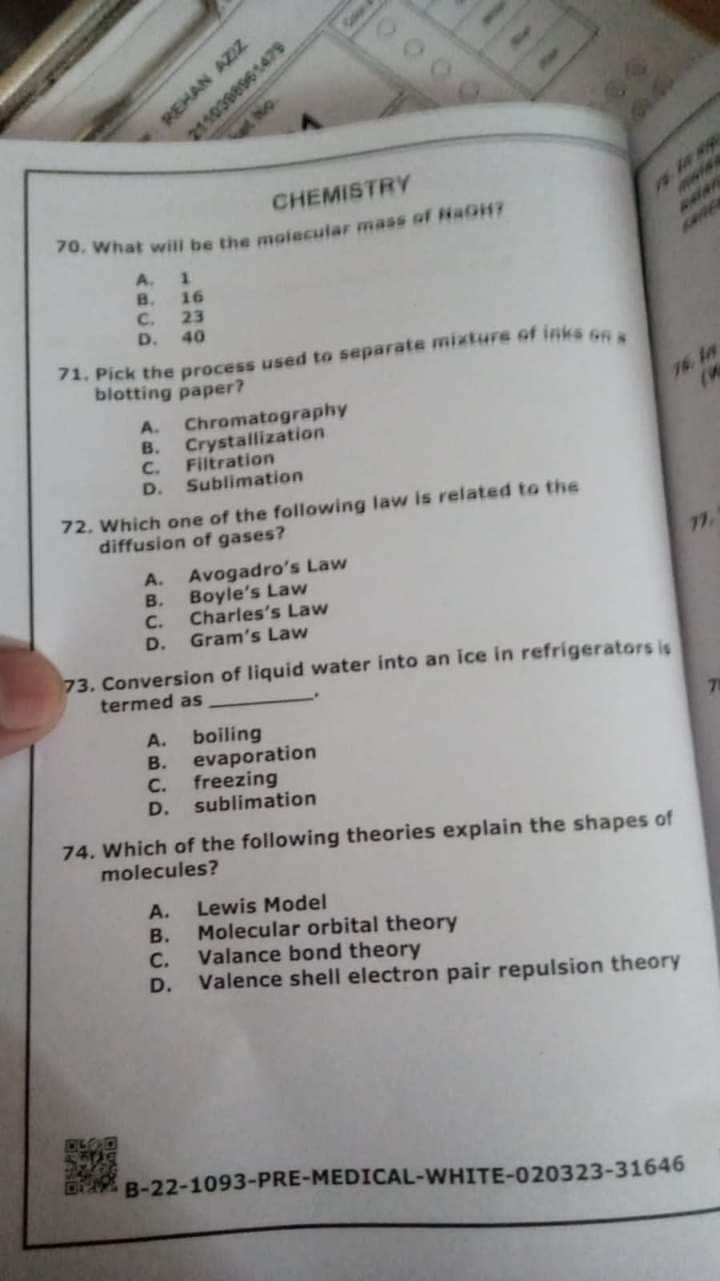 REHAN AZIZ
CHEMISTRY
70. What will be the molecular mass of NaOH?
A. 1
B. 16
C. 23
D. 40
71. Pick the process used to separate mixture of inks on a
blotting paper?
A. Chromatography
B. Crystallization
C. Filtration
D. Sublimation
72. Which one of the following law is related to the
diffusion of gases?
A. Avogadro's Law
B. Boyle's Law
C. Charles's Law
D. Gram's Law
73. Conversion of liquid water into an ice in refrigerators is
termed as __________.
A. boiling
B. evaporation
C. freezing
D. sublimation
74. Which of the following theories explain the shapes of
molecules?
A. Lewis Model
B. Molecular orbital theory
C. Valance bond theory
D. Valence shell electron pair repulsion theory
B-22-1093-PRE-MEDICAL-WHITE-020323-31646
76. In
77.